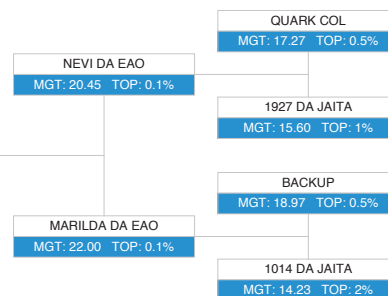 QUARK COL
MGT: 17.27 TOP: 0.5%
NEVI DA EAO
MGT: 20.45 TOP: 0.1%
1927 DA JAITA
MGT: 15.60 TOP: 1%
BACKUP
MGT: 18.97 TOP: 0.5%
MARILDA DA EAO
MGT: 22.00 TOP: 0.1%
1014 DA JAITA
MGT: 14.23 TOP: 2%